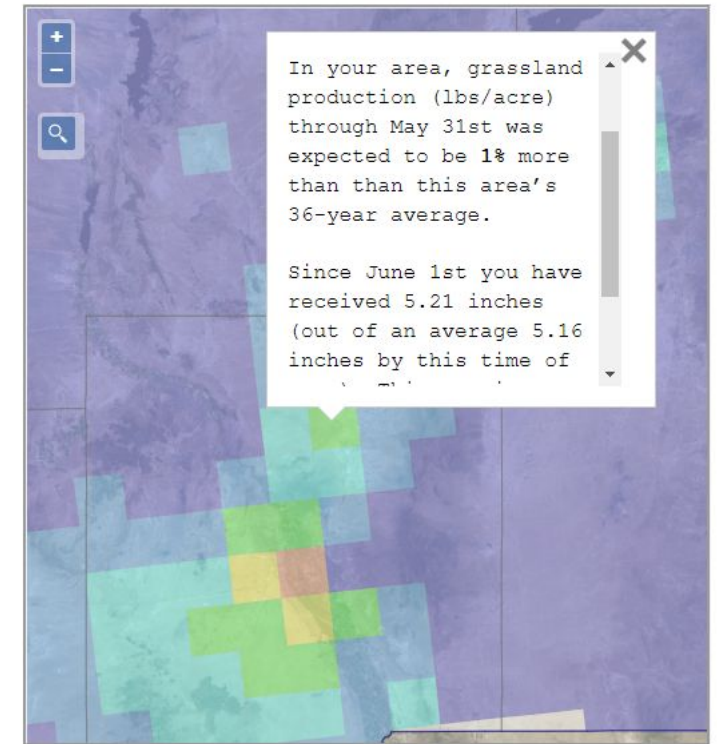 +
−
In your area, grassland
production (lbs/acre)
through May 31st was
expected to be 1% more
than than this area's
36-year average.
Since June 1st you have
received 5.21 inches
(out of an average 5.16
inches by this time of